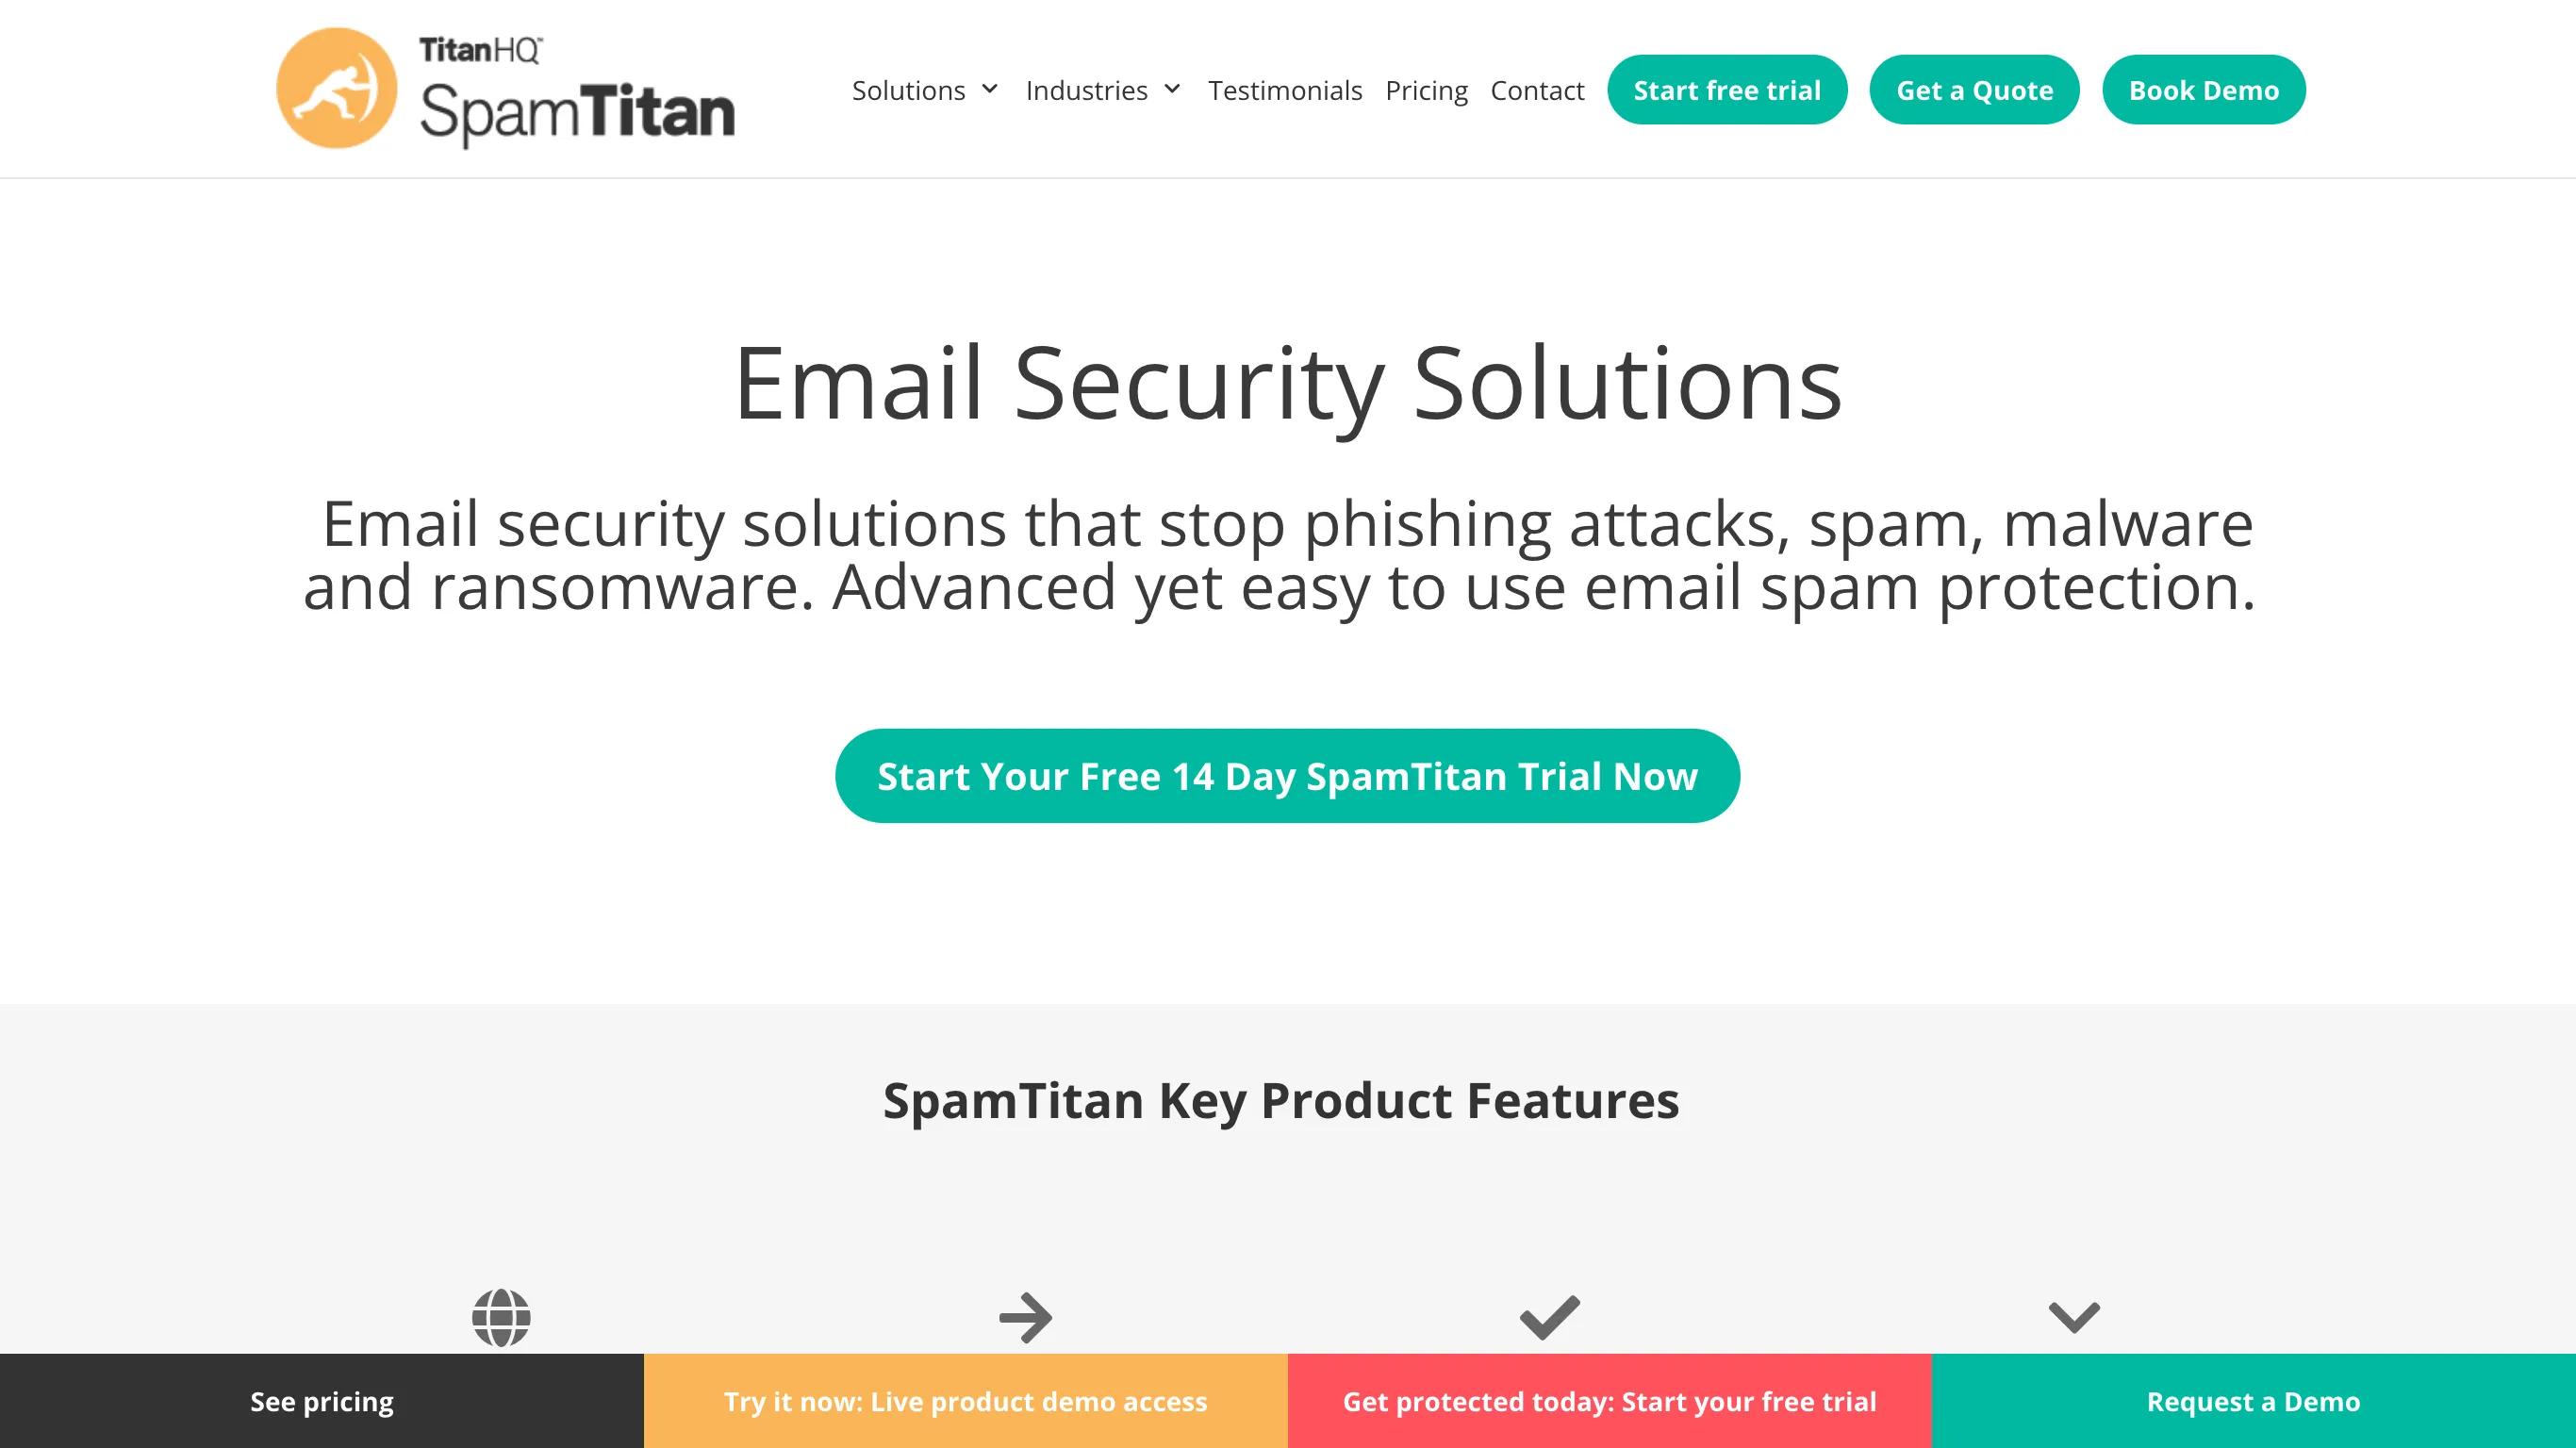 TitanHQ™
SpamTitan
Solutions
Industries
Testimonials
Pricing
Contact
Start free trial
Get a Quote
Book Demo
Email Security Solutions
Email security solutions that stop phishing attacks, spam, malware
and ransomware. Advanced yet easy to use email spam protection.
Start Your Free 14 Day SpamTitan Trial Now
SpamTitan Key Product Features
See pricing
Try it now: Live product demo access
Get protected today: Start your free trial
Request a Demo